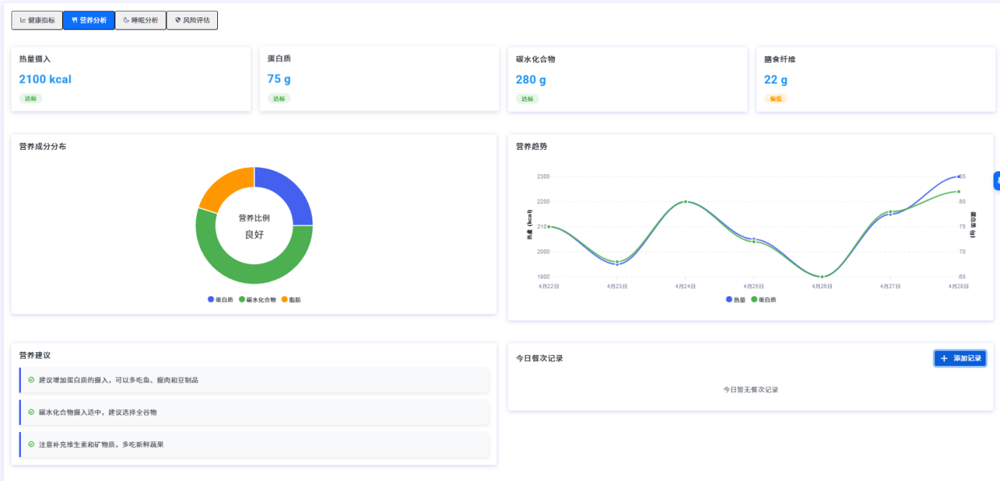 健康指标 营养分析 睡眠分析 风险评估
热量摄入
2100 kcal
达标
蛋白质
75 g
达标
碳水化合物
280 g
达标
膳食纤维
22 g
偏低
营养成分分布
营养比例
良好
蛋白质 碳水化合物 脂肪
营养趋势
2300
2200
2100
2000
1900
热量 (kcal)
85
80
75
70
65
蛋白质 (g)
4月22日 4月23日 4月24日 4月25日 4月26日 4月27日 4月28日
热量 蛋白质
营养建议
建议增加蛋白质的摄入，可以多吃鱼、瘦肉和豆制品
碳水化合物摄入适中，建议选择全谷物
注意补充维生素和矿物质，多吃新鲜蔬果
今日餐次记录
+ 添加记录
今日暂无餐次记录